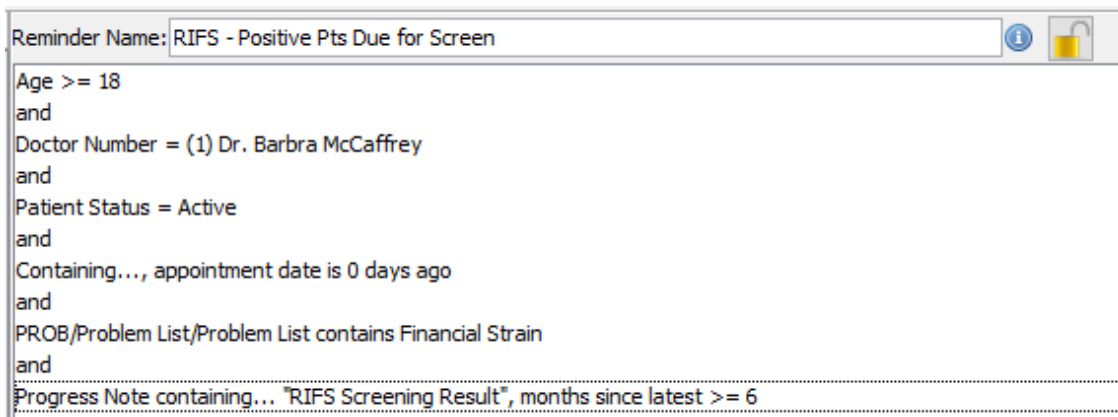 Reminder Name: RIFS - Positive Pts Due for Screen
Age >= 18
and
Doctor Number = (1) Dr. Barbra McCaffrey
and
Patient Status = Active
and
Containing..., appointment date is 0 days ago
and
PROB/Problem List/Problem List contains Financial Strain
and
Progress Note containing... "RIFS Screening Result", months since latest >= 6